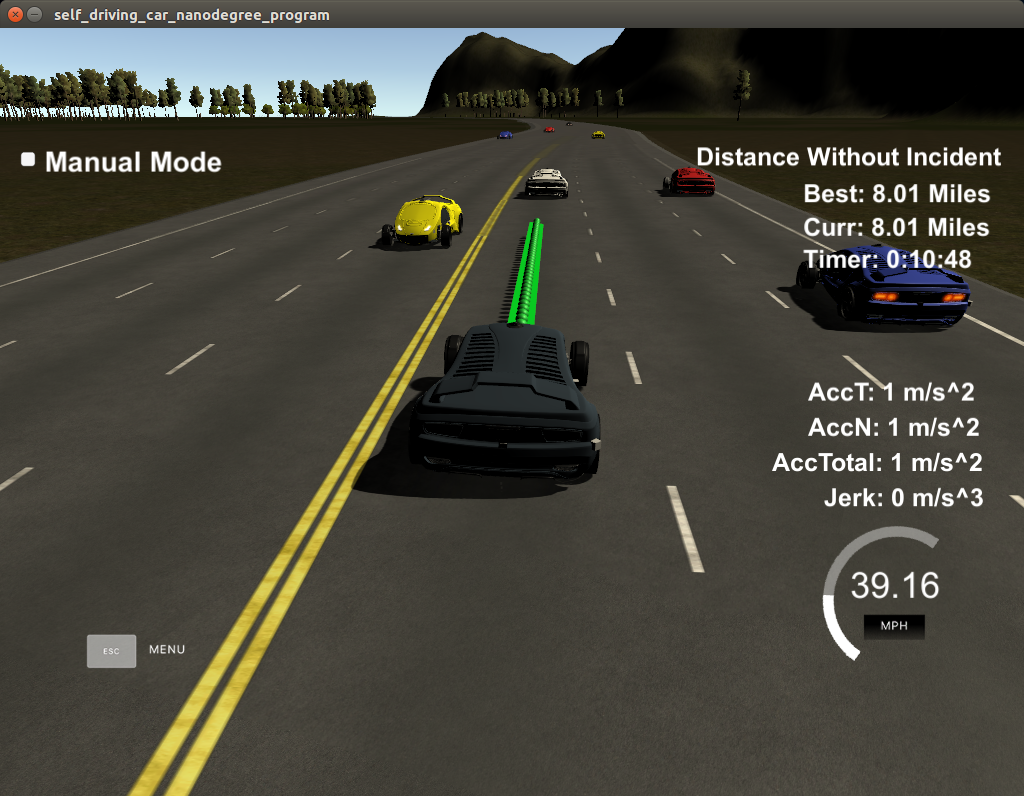 self_driving_car_nanodegree_program
Manual Mode
Distance Without Incident
Best: 8.01 Miles
Curr: 8.01 Miles
Timer: 0:10:48
AccT: 1 m/s^2
AccN: 1 m/s^2
AccTotal: 1 m/s^2
Jerk: 0 m/s^3
39.16
MPH
ESC MENU